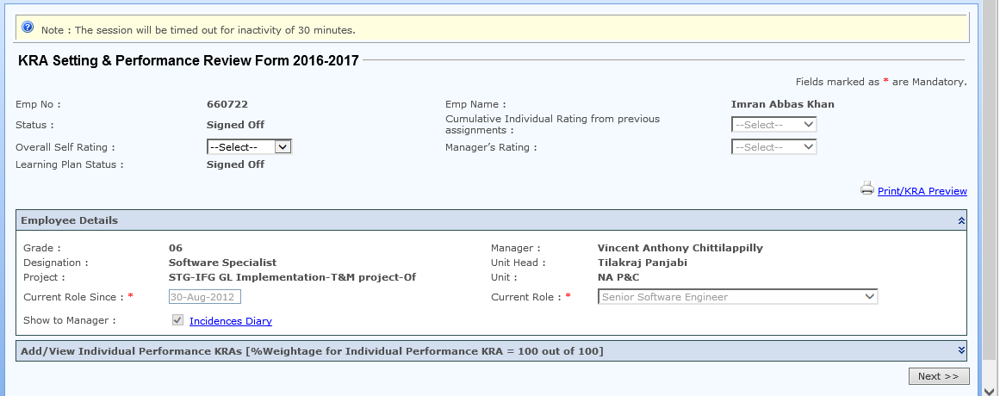 Note : The session will be timed out for inactivity of 30 minutes.
KRA Setting & Performance Review Form 2016-2017
Fields marked as * are Mandatory.
Emp No : 660722 Emp Name : Imran Abbas Khan
Status : Signed Off Cumulative Individual Rating from previous assignments : --Select--
Overall Self Rating : --Select-- Manager's Rating : --Select--
Learning Plan Status : Signed Off
Print/KRA Preview
Employee Details
Grade : 06 Manager : Vincent Anthony Chittilappilly
Designation : Software Specialist Unit Head : Tilakraj Panjabi
Project : STG-IFG GL Implementation-T&M project-Of Unit : NA P&C
Current Role Since : * 30-Aug-2012 Current Role : * Senior Software Engineer
Show to Manager : Incidences Diary
Add/View Individual Performance KRAs [%Weightage for Individual Performance KRA = 100 out of 100]
Next >>